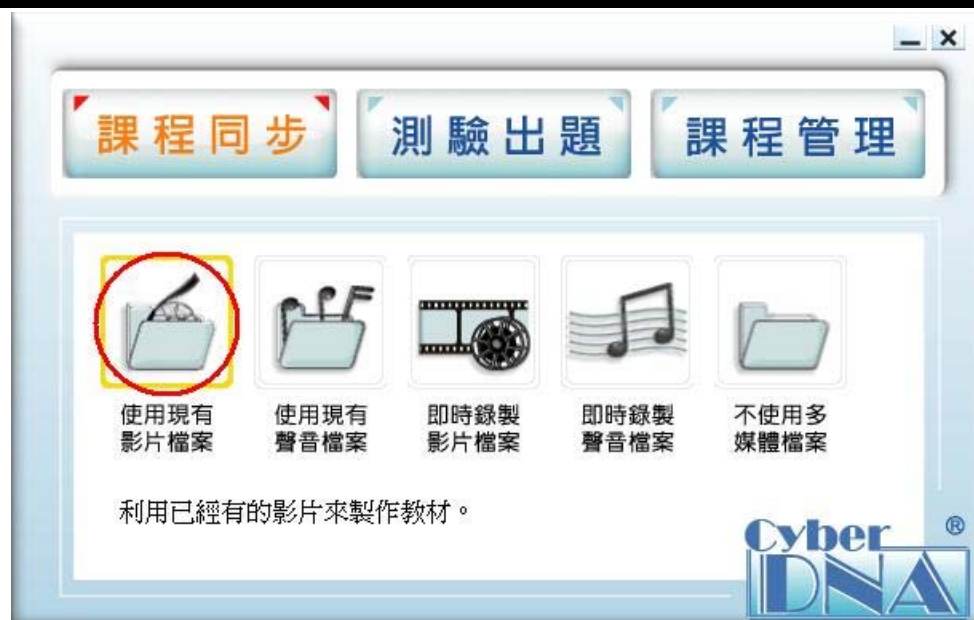 課程同步
測驗出題
課程管理
使用現有
影片檔案
使用現有
聲音檔案
即時錄製
影片檔案
即時錄製
聲音檔案
不使用多
媒體檔案
利用已經有的影片來製作教材。
Cyber ®
DNA